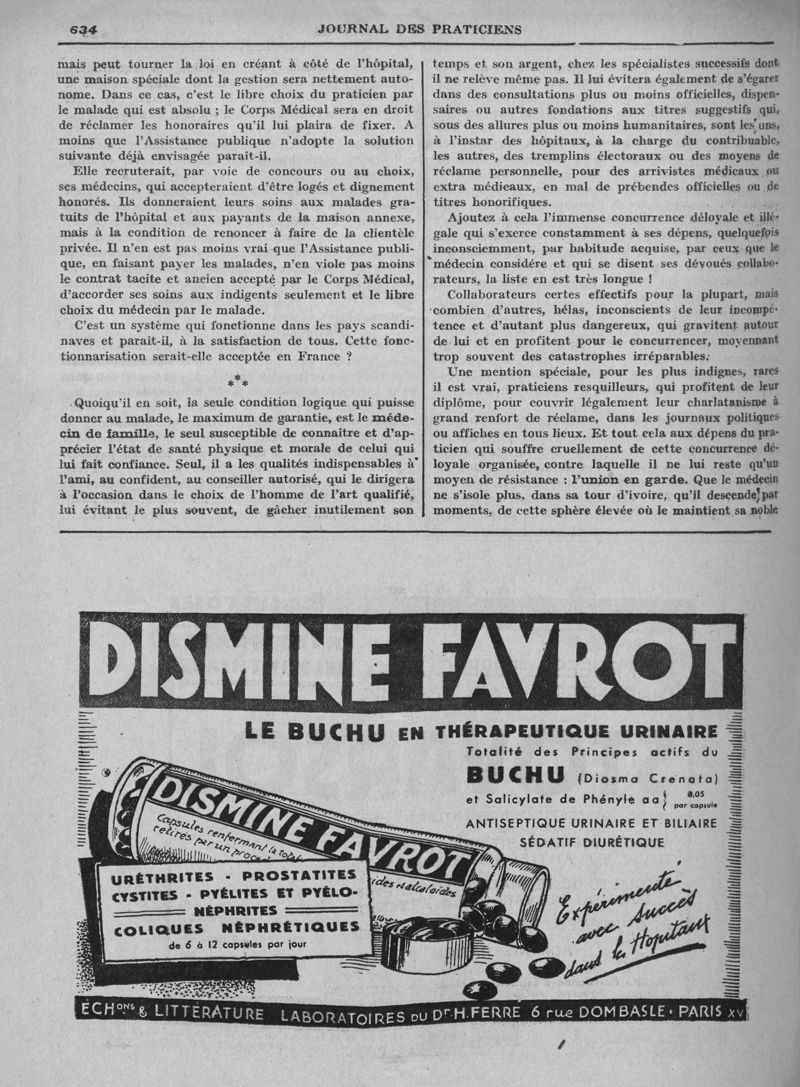 634
JOURNAL DES PRATICIENS
mais peut tourner la loi en créant à côté de l'hôpital,
une maison spéciale dont la gestion sera nettement auto-
nome. Dans ce cas, c'est le libre choix du praticien par
le malade qui est absolu ; le Corps Médical sera en droit
de réclamer les honoraires qu'il lui plaira de fixer. A
moins que l'Assistance publique n'adopte la solution
suivante déjà envisagée paraît-il.
Elle recruterait, par voie de concours ou au choix,
ses médecins, qui accepteraient d'être logés et dignement
honorés. Ils donneraient leurs soins aux malades gra-
tuits de l'hôpital et aux payants de la maison annexe,
mais à la condition de renoncer à faire de la clientèle
privée. Il n'en est pas moins vrai que l'Assistance publi-
que, en faisant payer les malades, n'en viole pas moins
le contrat tacite et ancien accepté par le Corps Médical,
d'accorder ses soins aux indigents seulement et le libre
choix du médecin par le malade.
C'est un système qui fonctionne dans les pays scandi-
naves et paraît-il, à la satisfaction de tous. Cette fonc-
tionnarisation serait-elle acceptée en France ?
***
Quoiqu'il en soit, la seule condition logique qui puisse
donner au malade, le maximum de garantie, est le méde-
cin de famille, le seul susceptible de connaître et d'ap-
précier l'état de santé physique et morale de celui qui
lui fait confiance. Seul, il a les qualités indispensables à
l'ami, au confident, au conseiller autorisé, qui le dirigera
à l'occasion dans le choix de l'homme de l'art qualifié,
lui évitant le plus souvent, de gâcher inutilement son
temps et son argent, chez les spécialistes successifs dont
il ne relève même pas. Il lui évitera également de s'égarer
dans des consultations plus ou moins officielles, dispen-
saires ou autres fondations aux titres suggestifs qui,
sous des allures plus ou moins humanitaires, sont les uns,
à l'instar des hôpitaux, à la charge du contribuable,
les autres, des tremplins électoraux ou des moyens de
réclame personnelle, pour des arrivistes médicaux ou
extra médicaux, en mal de prébendes officielles ou de
titres honorifiques.
Ajoutez à cela l'immense concurrence déloyale et illé-
gale qui s'exerce constamment à ses dépens, quelquefois
inconsciemment, par habitude acquise, par ceux que le
médecin considère et qui se disent ses dévoués collabo-
rateurs, la liste en est très longue !
Collaborateurs certes effectifs pour la plupart, mais
combien d'autres, hélas, inconscients de leur incompé-
tence et d'autant plus dangereux, qui gravitent autour
de lui et en profitent pour le concurrencer, moyennant
trop souvent des catastrophes irréparables.
Une mention spéciale, pour les plus indignes, rares
il est vrai, praticiens resquilleurs, qui profitent de leur
diplôme, pour couvrir légalement leur charlatanisme à
grand renfort de réclame, dans les journaux politiques
ou affiches en tous lieux. Et tout cela aux dépens du pra-
ticien qui souffre cruellement de cette concurrence dé-
loyale organisée, contre laquelle il ne lui reste qu'un
moyen de résistance : l'union en garde. Que le médecin
ne s'isole plus, dans sa tour d'ivoire, qu'il descende par
moments, de cette sphère élevée où le maintient sa noble
DISMINE FAVROT
LE BUCHU EN THÉRAPEUTIQUE URINAIRE
Totalité des Principes actifs du
BUCHU (Diosma Crenata)
et Salicylate de Phényle aa 0,05 par capsule
ANTISEPTIQUE URINAIRE ET BILIAIRE
SÉDATIF DIURÉTIQUE
DISMINE FAVROT
Capsules renfermant la
retirés par un
URÉTHRITES - PROSTATITES
CYSTITES - PYÉLITES ET PYÉLO-
NÉPHRITES
COLIQUES NÉPHRÉTIQUES
de 6 à 12 capsules par jour
Expérimenté
avec Succès
dans les Hopitaux
ÉCHONS & LITTÉRATURE LABORATOIRES DU Dr. H. FERRÉ 6 rue DOMBASLE · PARIS XV